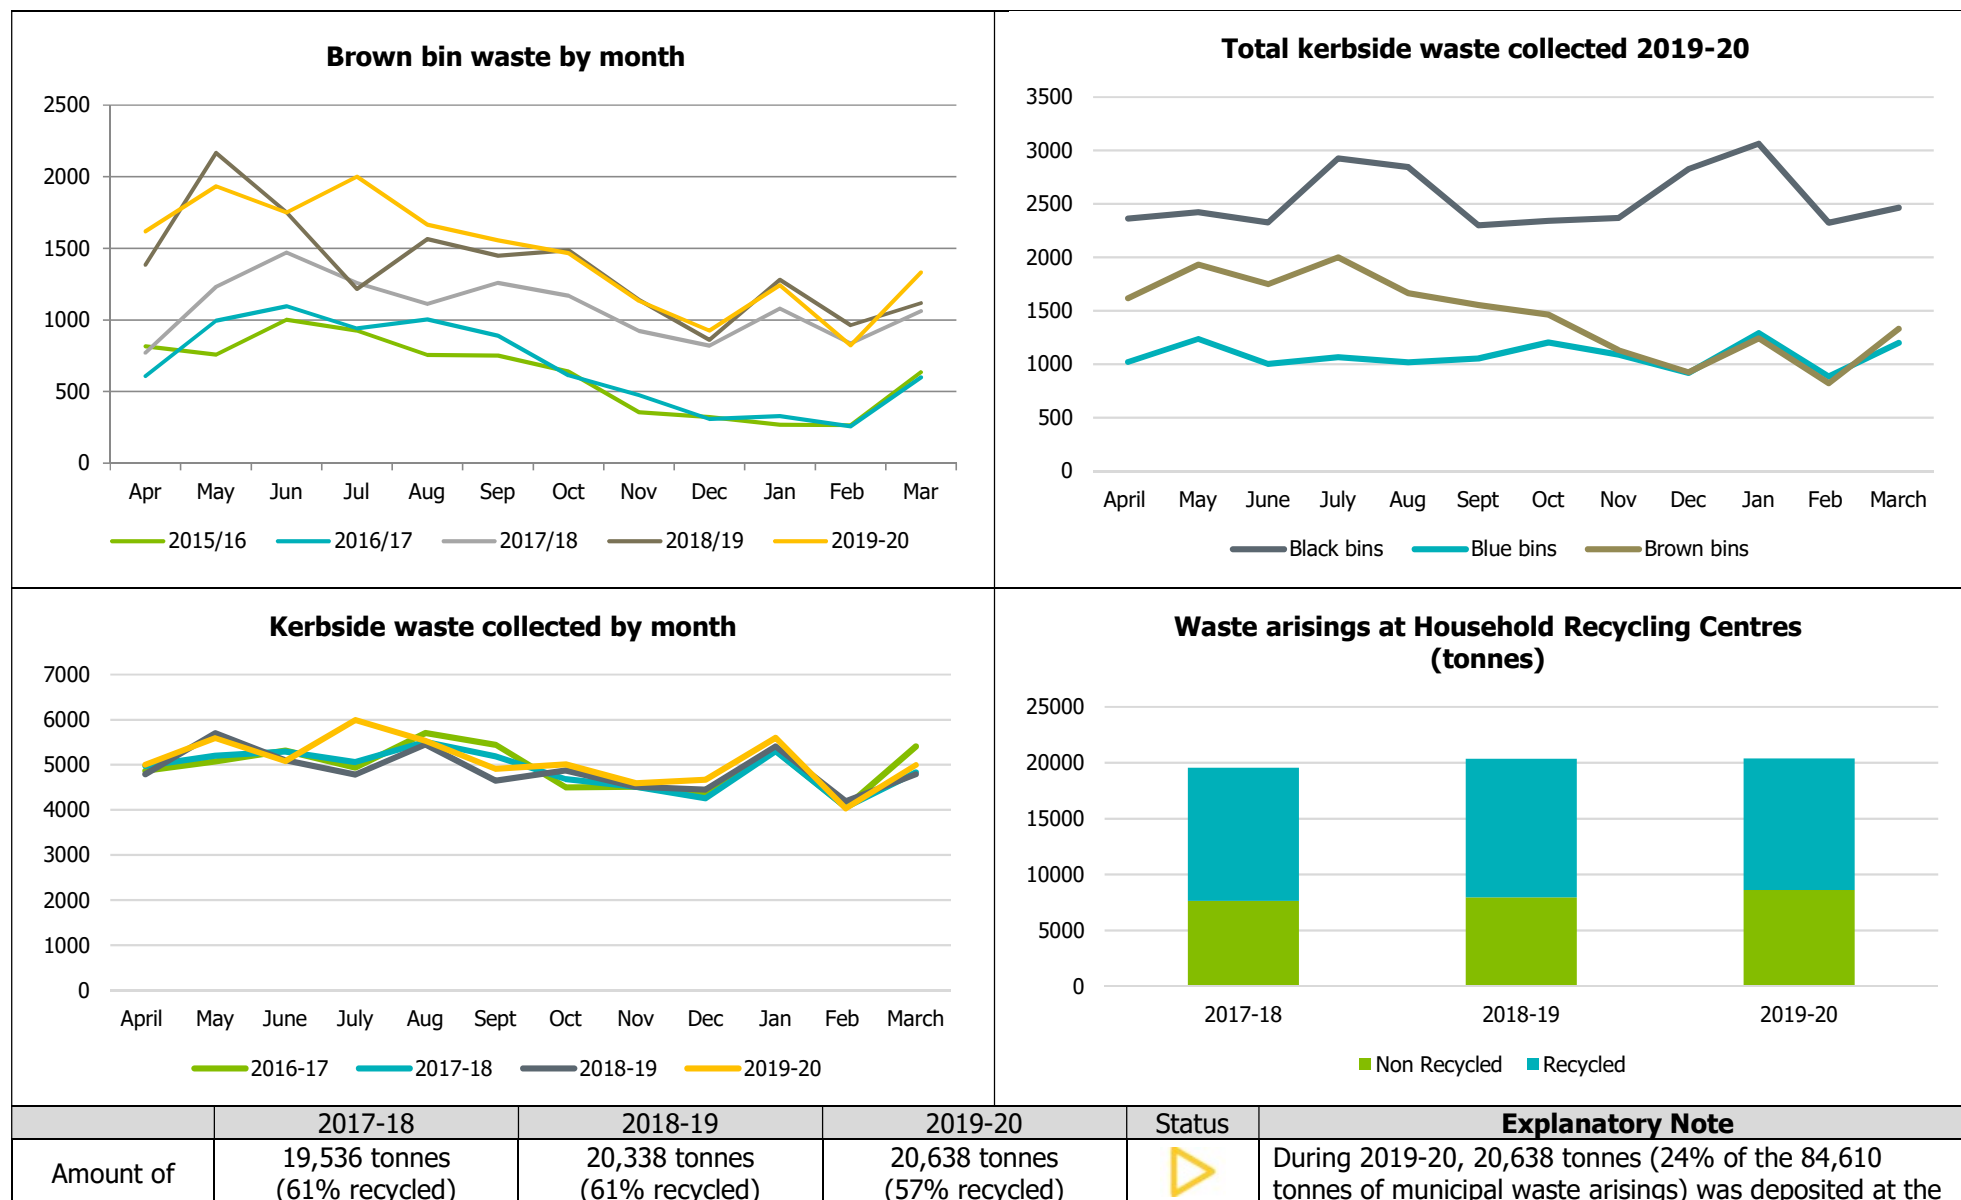 Brown bin waste by month
2500
2000
1500
1000
500
0
Apr May Jun Jul Aug Sep Oct Nov Dec Jan Feb Mar
2015/16 2016/17 2017/18 2018/19 2019-20
Total kerbside waste collected 2019-20
3500
3000
2500
2000
1500
1000
500
0
April May June July Aug Sept Oct Nov Dec Jan Feb March
Black bins Blue bins Brown bins
Kerbside waste collected by month
7000
6000
5000
4000
3000
2000
1000
0
April May June July Aug Sept Oct Nov Dec Jan Feb March
2016-17 2017-18 2018-19 2019-20
Waste arisings at Household Recycling Centres
(tonnes)
25000
20000
15000
10000
5000
0
2017-18 2018-19 2019-20
Non Recycled Recycled
2017-18 2018-19 2019-20 Status Explanatory Note
Amount of
19,536 tonnes
(61% recycled)
20,338 tonnes
(61% recycled)
20,638 tonnes
(57% recycled)
During 2019-20, 20,638 tonnes (24% of the 84,610
tonnes of municipal waste arisings) was deposited at the